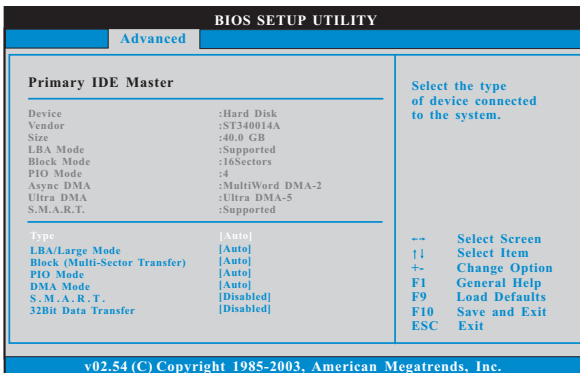 BIOS SETUP UTILITY
Advanced
Primary IDE Master
Device :Hard Disk
Vendor :ST340014A
Size :40.0 GB
LBA Mode :Supported
Block Mode :16Sectors
PIO Mode :4
Async DMA :MultiWord DMA-2
Ultra DMA :Ultra DMA-5
S.M.A.R.T. :Supported
Type [Auto]
LBA/Large Mode [Auto]
Block (Multi-Sector Transfer) [Auto]
PIO Mode [Auto]
DMA Mode [Auto]
S.M.A.R.T. [Disabled]
32Bit Data Transfer [Disabled]
Select the type
of device connected
to the system.
←→ Select Screen
↑↓ Select Item
+- Change Option
F1 General Help
F9 Load Defaults
F10 Save and Exit
ESC Exit
v02.54 (C) Copyright 1985-2003, American Megatrends, Inc.